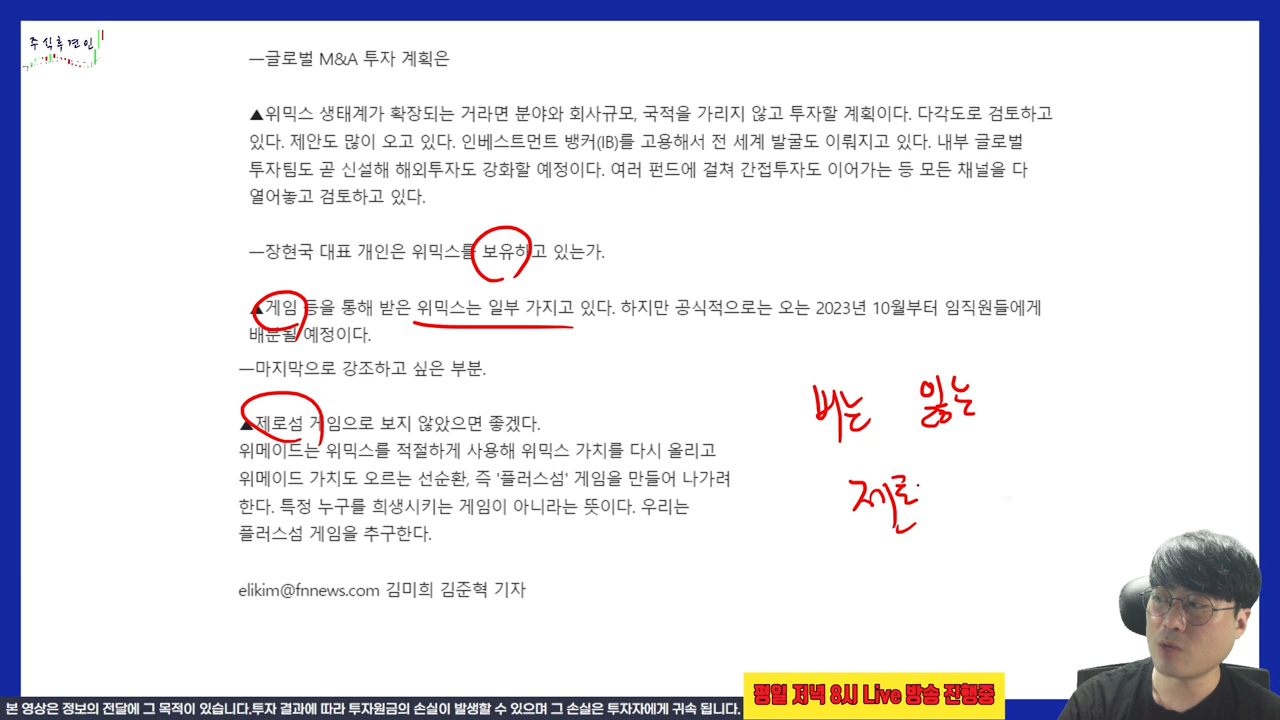 주식후견인
—글로벌 M&A 투자 계획은
▲위믹스 생태계가 확장되는 거라면 분야와 회사규모, 국적을 가리지 않고 투자할 계획이다. 다각도로 검토하고
있다. 제안도 많이 오고 있다. 인베스트먼트 뱅커(IB)를 고용해서 전 세계 발굴도 이뤄지고 있다. 내부 글로벌
투자팀도 곧 신설해 해외투자도 강화할 예정이다. 여러 펀드에 걸쳐 간접투자도 이어가는 등 모든 채널을 다
열어놓고 검토하고 있다.
—장현국 대표 개인은 위믹스를 보유하고 있는가.
▲게임 등을 통해 받은 위믹스는 일부 가지고 있다. 하지만 공식적으로는 오는 2023년 10월부터 임직원들에게
배분될 예정이다.
—마지막으로 강조하고 싶은 부분.
▲제로섬 게임으로 보지 않았으면 좋겠다.
위메이드는 위믹스를 적절하게 사용해 위믹스 가치를 다시 올리고
위메이드 가치도 오르는 선순환, 즉 '플러스섬' 게임을 만들어 나가려
한다. 특정 누구를 희생시키는 게임이 아니라는 뜻이다. 우리는
플러스섬 게임을 추구한다.
버는 잃는
제로
elikim@fnnews.com 김미희 김준혁 기자
평일 저녁 8시 Live 방송 진행중
본 영상은 정보의 전달에 그 목적이 있습니다.투자 결과에 따라 투자원금의 손실이 발생할 수 있으며 그 손실은 투자자에게 귀속 됩니다.